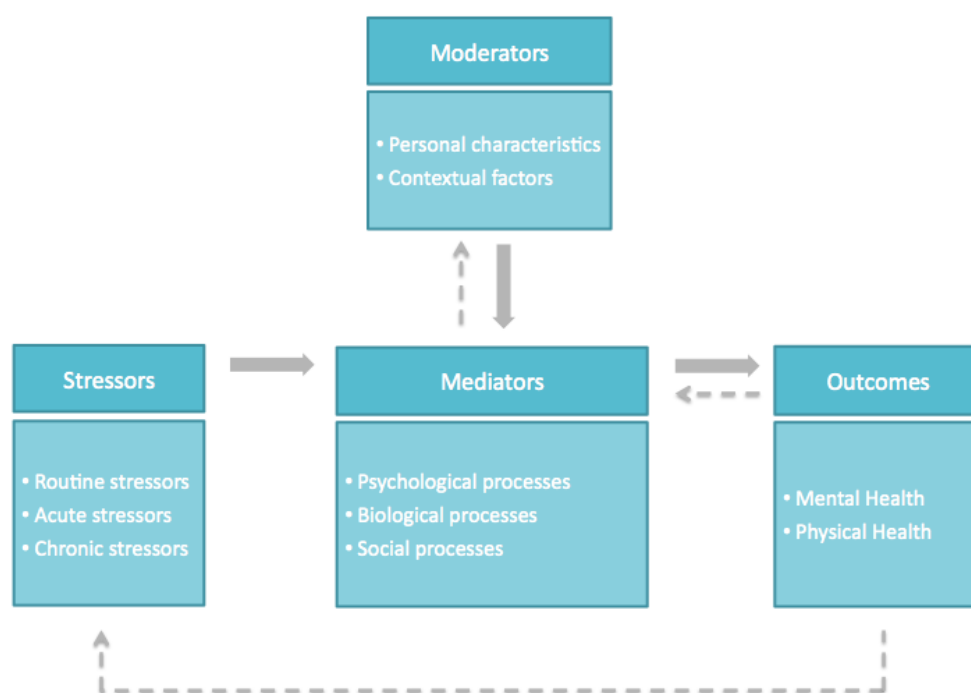 Moderators
• Personal characteristics
• Contextual factors
Stressors
• Routine stressors
• Acute stressors
• Chronic stressors
Mediators
• Psychological processes
• Biological processes
• Social processes
Outcomes
• Mental Health
• Physical Health